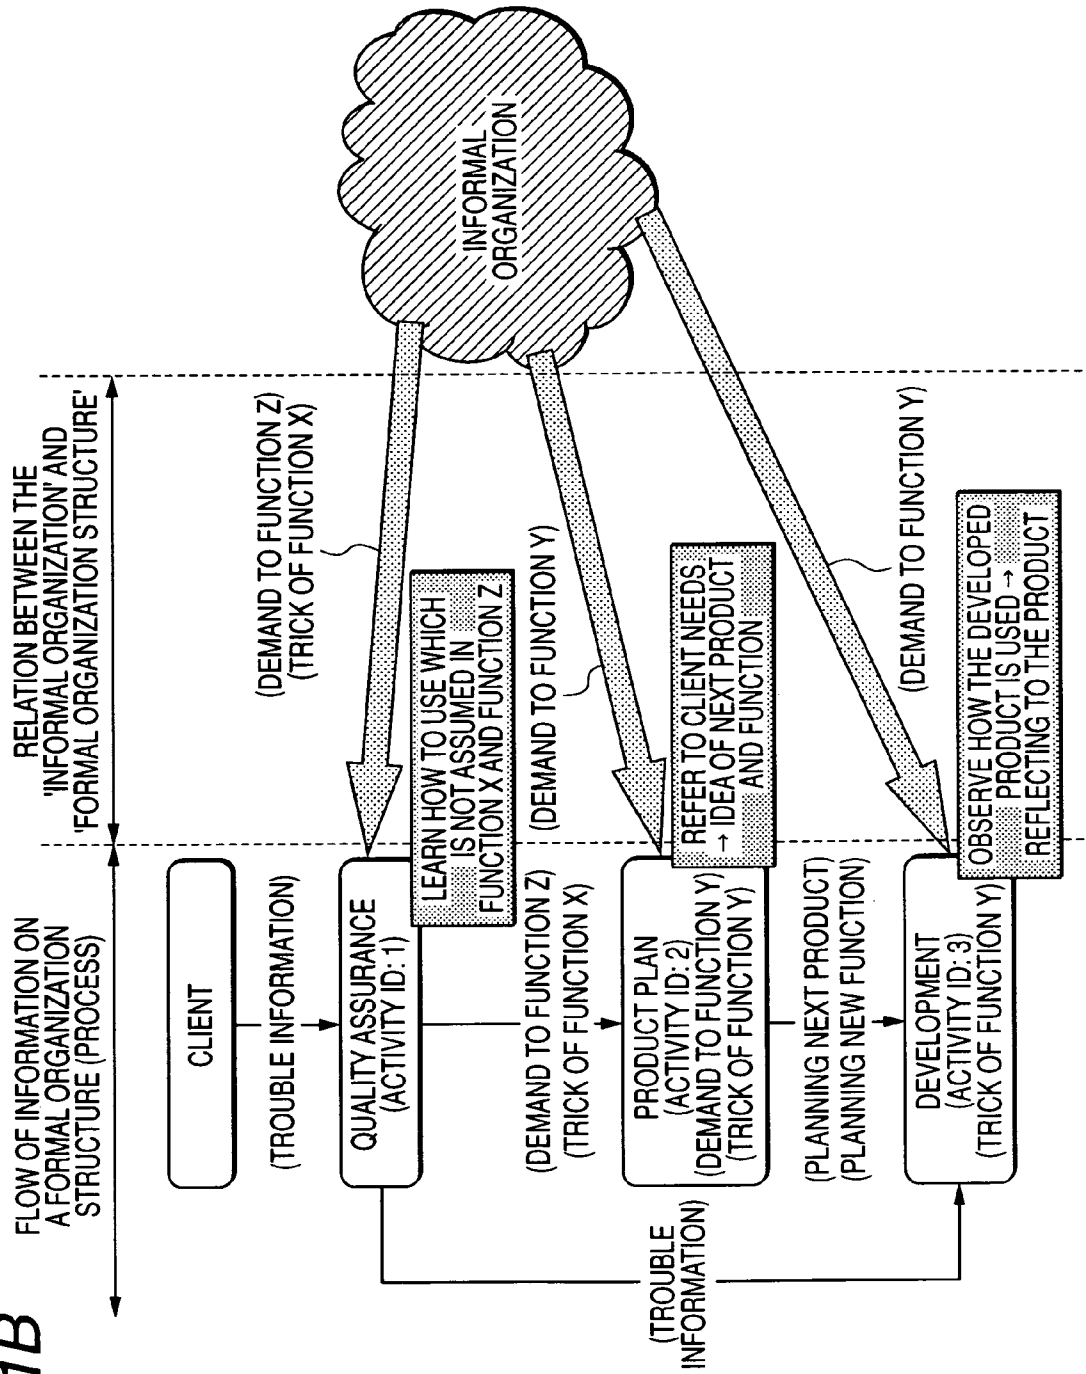 1B
FLOW OF INFORMATION ON
A FORMAL ORGANIZATION
STRUCTURE (PROCESS)
RELATION BETWEEN THE
'INFORMAL ORGANIZATION' AND
'FORMAL ORGANIZATION STRUCTURE'
CLIENT
(TROUBLE INFORMATION)
QUALITY ASSURANCE
(ACTIVITY ID: 1)
LEARN HOW TO USE WHICH
IS NOT ASSUMED IN
FUNCTION X AND FUNCTION Z
(DEMAND TO FUNCTION Z)
(TRICK OF FUNCTION X)
INFORMAL
ORGANIZATION
(DEMAND TO FUNCTION Z)
(TRICK OF FUNCTION X)
(DEMAND TO FUNCTION Y)
PRODUCT PLAN
(ACTIVITY ID: 2)
(DEMAND TO FUNCTION Y)
(TRICK OF FUNCTION Y)
REFER TO CLIENT NEEDS
→ IDEA OF NEXT PRODUCT
AND FUNCTION
(TROUBLE
INFORMATION)
(PLANNING NEXT PRODUCT)
(PLANNING NEW FUNCTION)
(DEMAND TO FUNCTION Y)
DEVELOPMENT
(ACTIVITY ID: 3)
(TRICK OF FUNCTION Y)
OBSERVE HOW THE DEVELOPED
PRODUCT IS USED →
REFLECTING TO THE PRODUCT